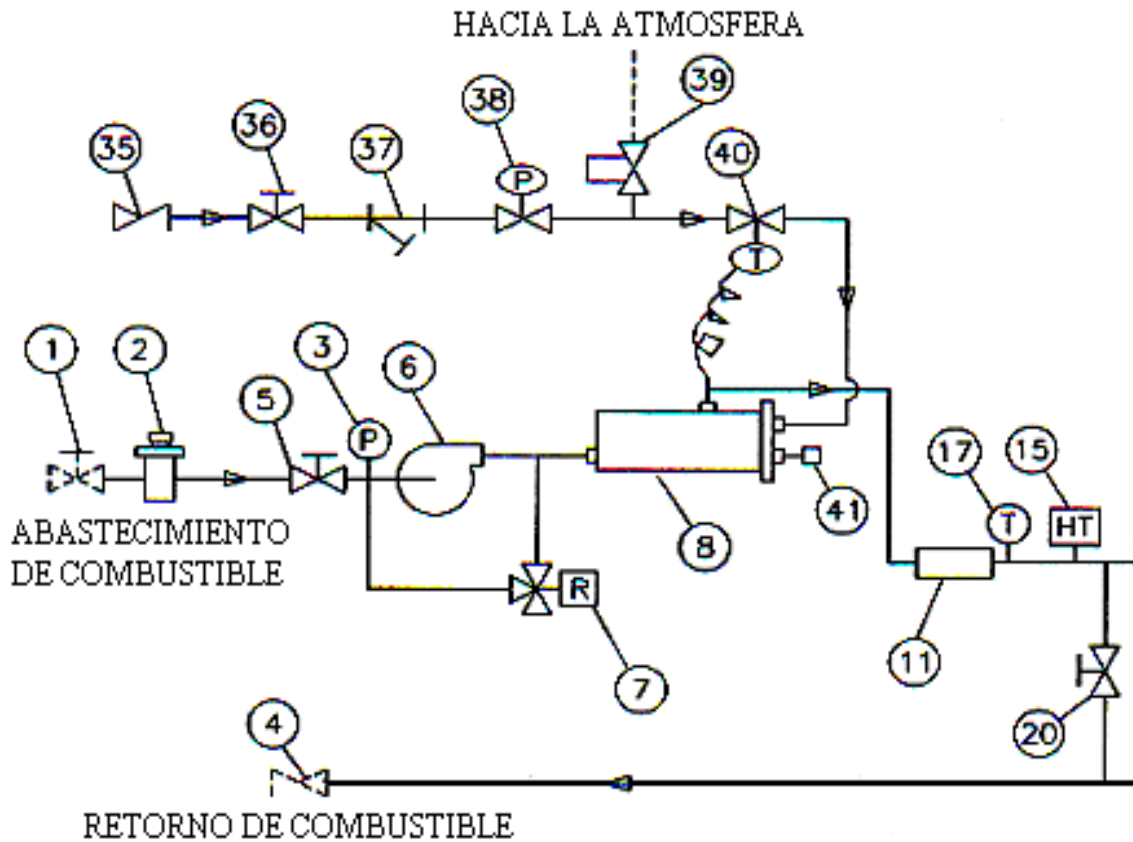 HACIA LA ATMOSFERA
39
38
36
40
35
37
P
T
1
2
3
6
5
P
17
15
41
ABASTECIMIENTO
DE COMBUSTIBLE
8
T
HT
R
11
7
4
20
RETORNO DE COMBUSTIBLE